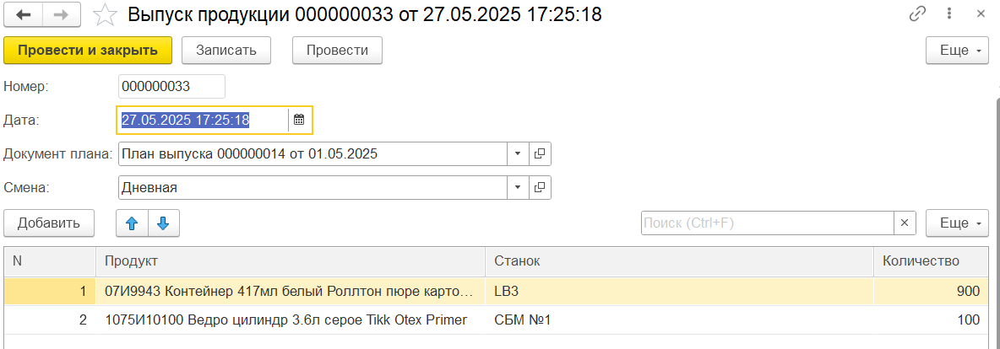 Выпуск продукции 000000033 от 27.05.2025 17:25:18
Провести и закрыть Записать Провести Еще
Номер: 000000033
Дата: 27.05.2025 17:25:18
Документ плана: План выпуска 000000014 от 01.05.2025
Смена: Дневная
Добавить Поиск (Ctrl+F) × Еще
N Продукт Станок Количество
1 07И9943 Контейнер 417мл белый Роллтон пюре карто... LB3 900
2 1075И10100 Ведро цилиндр 3.6л серое Tikk Otex Primer СБМ №1 100